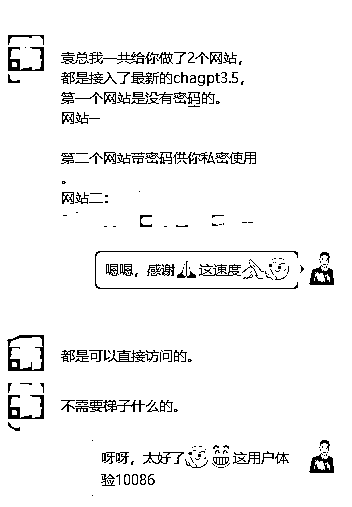 袁总我一共给你做了2个网站，
都是接入了最新的chagpt3.5，
第一个网站是没有密码的。
网站一
第二个网站带密码供你私密使用
。
网站二：
嗯嗯，感谢🙏这速度
都是可以直接访问的。
不需要梯子什么的。
呀呀，太好了😁这用户体
验10086